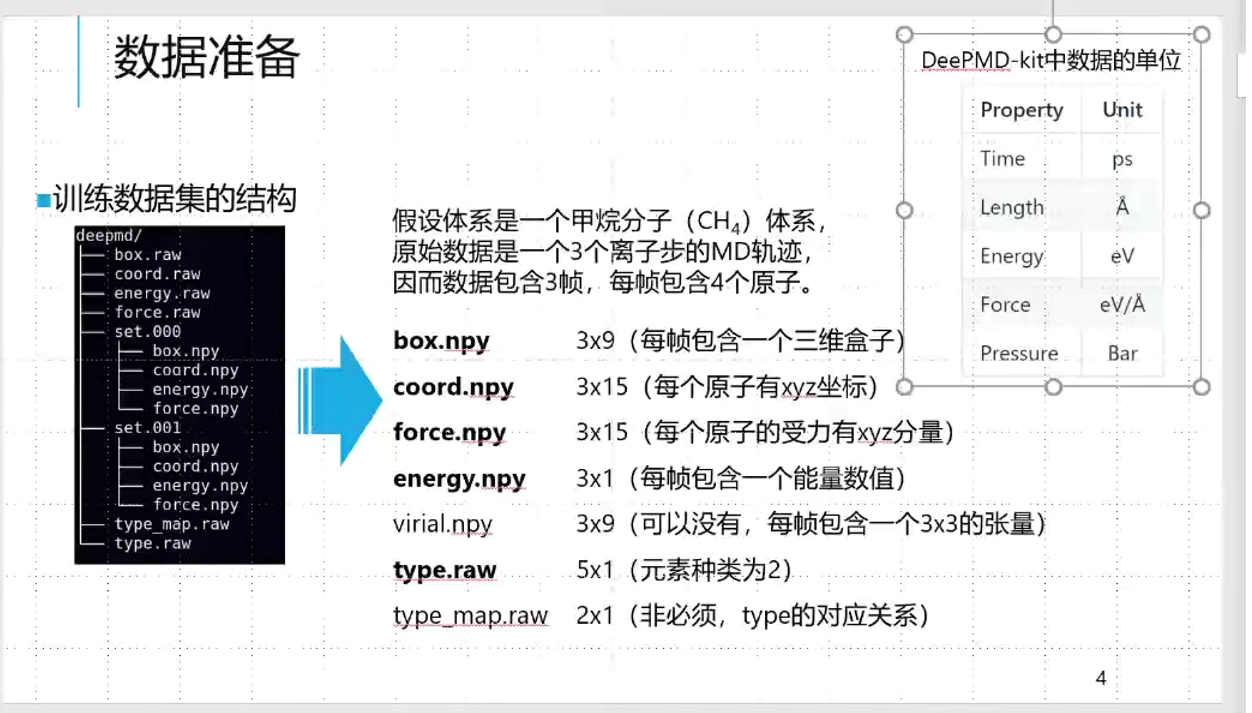 数据准备
DeePMD-kit中数据的单位
Property Unit
Time ps
Length Å
Energy eV
Force eV/Å
Pressure Bar
训练数据集的结构
deepmd/
box.raw
coord.raw
energy.raw
force.raw
set.000
box.npy
coord.npy
energy.npy
force.npy
set.001
box.npy
coord.npy
energy.npy
force.npy
type_map.raw
type.raw
假设体系是一个甲烷分子（CH₄）体系，
原始数据是一个3个离子步的MD轨迹，
因而数据包含3帧，每帧包含4个原子。
box.npy 3x9（每帧包含一个三维盒子）
coord.npy 3x15（每个原子有xyz坐标）
force.npy 3x15（每个原子的受力有xyz分量）
energy.npy 3x1（每帧包含一个能量数值）
virial.npy 3x9（可以没有，每帧包含一个3x3的张量）
type.raw 5x1（元素种类为2）
type_map.raw 2x1（非必须，type的对应关系）
4